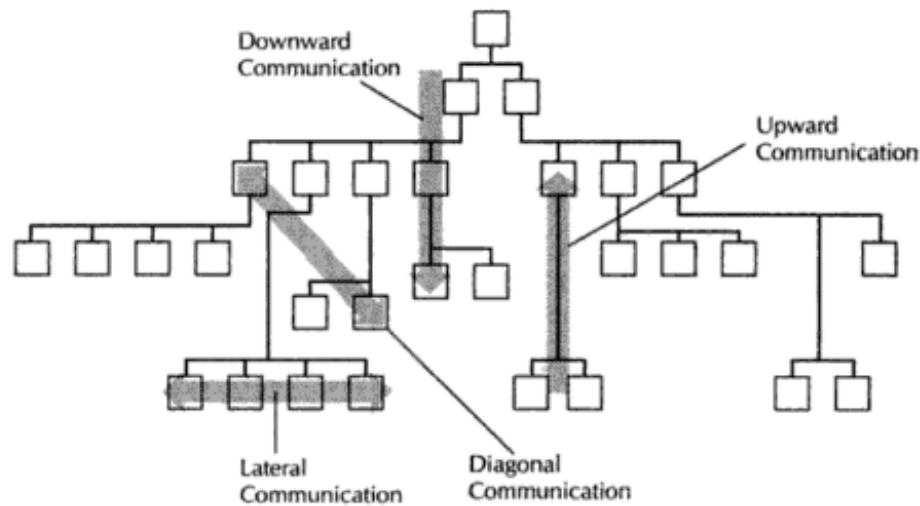 Downward
Communication
Upward
Communication
Lateral
Communication
Diagonal
Communication